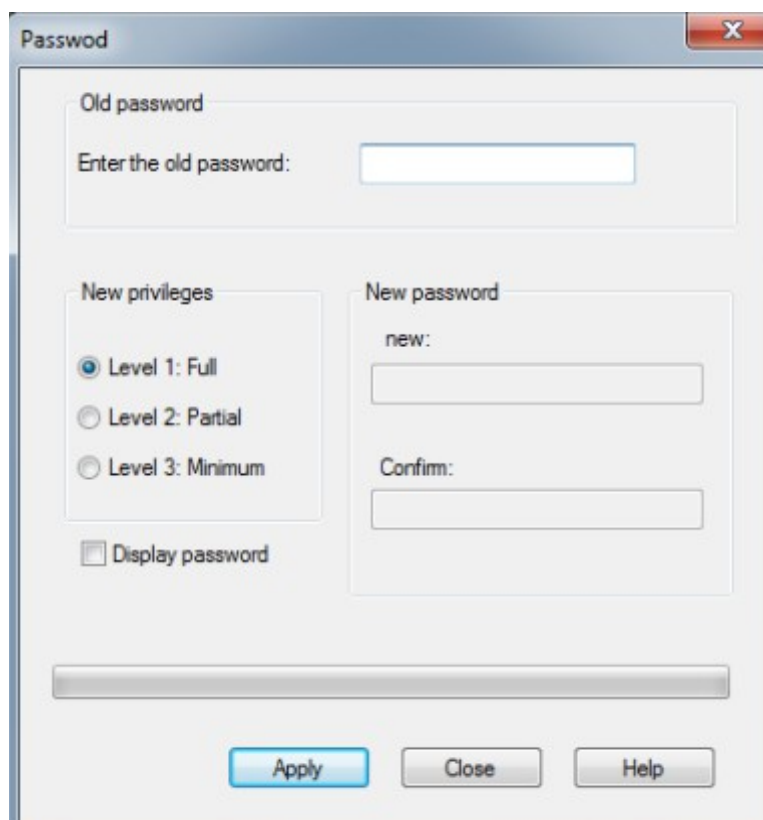 Passwod
Old password
Enter the old password:
New privileges
Level 1: Full
Level 2: Partial
Level 3: Minimum
Display password
New password
new:
Confirm:
Apply
Close
Help